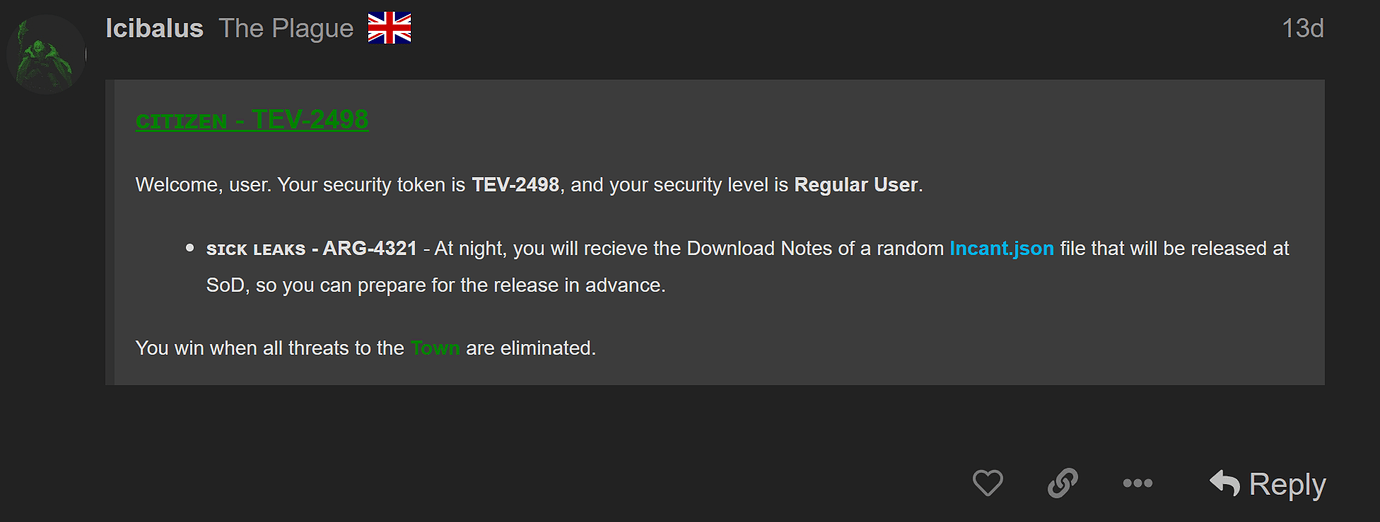 Icibalus The Plague 13d
ᴄɪᴛɪᴢᴇɴ - TEV-2498
Welcome, user. Your security token is TEV-2498, and your security level is Regular User.
• sɪᴄᴋ ʟᴇᴀᴋs - ARG-4321 - At night, you will recieve the Download Notes of a random Incant.json file that will be released at
SoD, so you can prepare for the release in advance.
You win when all threats to the Town are eliminated.
Reply